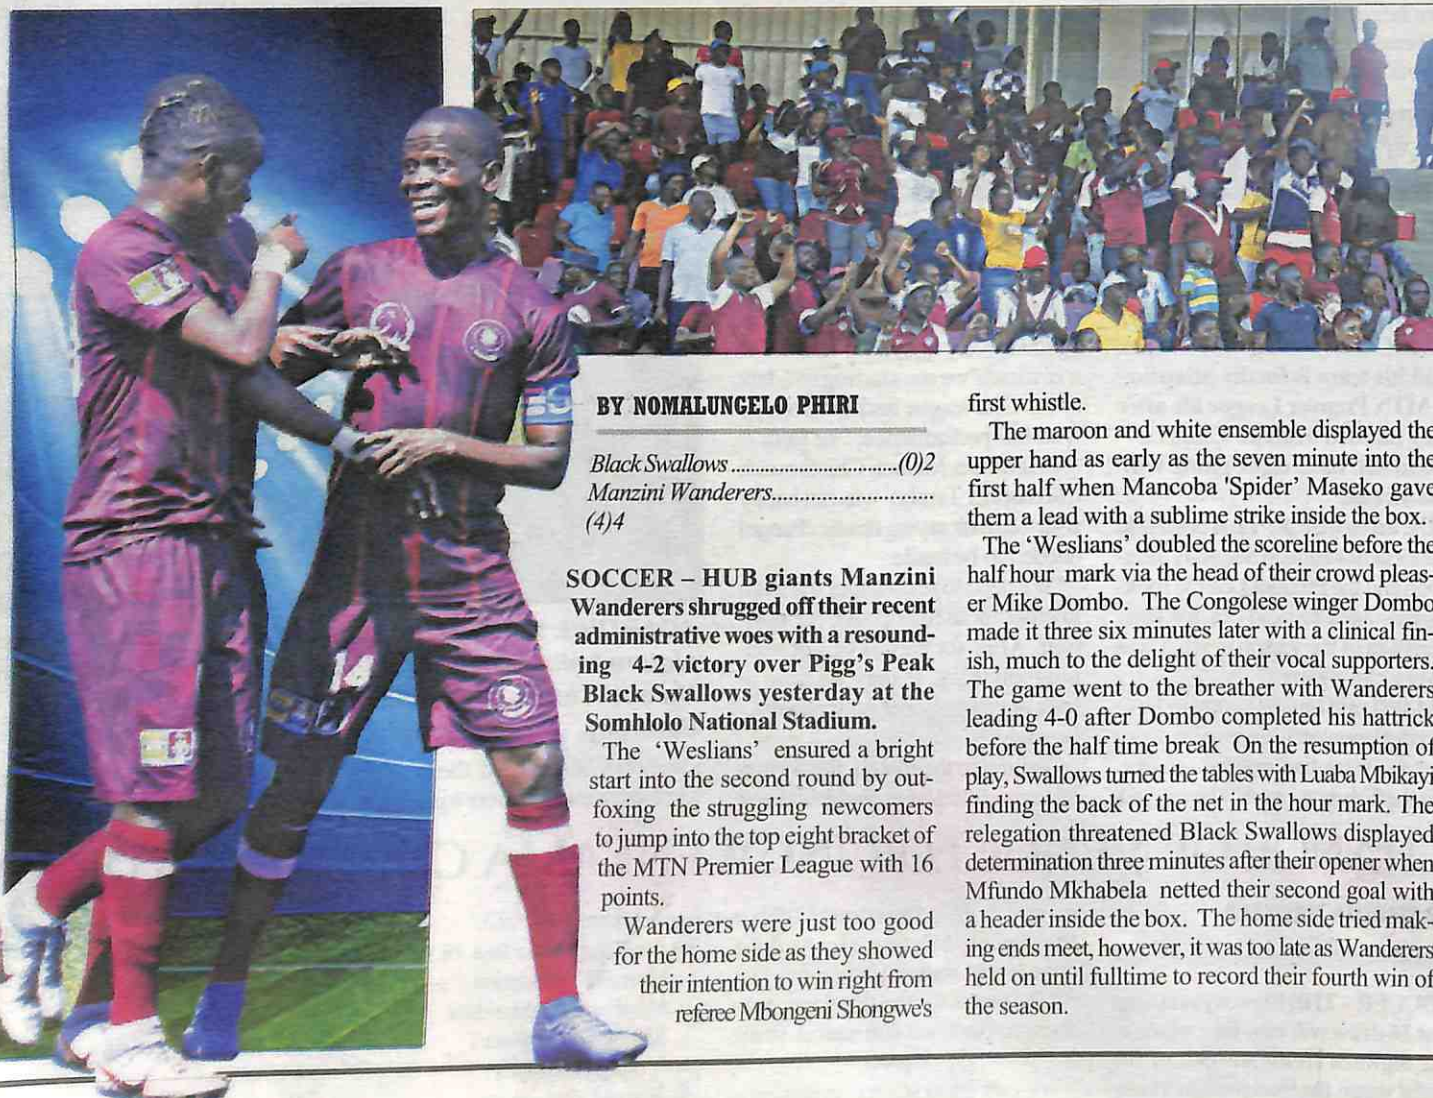 BY NOMALUNGELO PHIRI
Black Swallows..................................(0)2
Manzini Wanderers.............................
(4)4
SOCCER – HUB giants Manzini
Wanderers shrugged off their recent
administrative woes with a resound-
ing 4-2 victory over Pigg's Peak
Black Swallows yesterday at the
Somhlolo National Stadium.
The ‘Weslians’ ensured a bright
start into the second round by out-
foxing the struggling newcomers
to jump into the top eight bracket of
the MTN Premier League with 16
points.
Wanderers were just too good
for the home side as they showed
their intention to win right from
referee Mbongeni Shongwe's
first whistle.
The maroon and white ensemble displayed the
upper hand as early as the seven minute into the
first half when Mancoba 'Spider’ Maseko gave
them a lead with a sublime strike inside the box.
The ‘Weslians’ doubled the scoreline before the
half hour mark via the head of their crowd pleas-
er Mike Dombo. The Congolese winger Dombo
made it three six minutes later with a clinical fin-
ish, much to the delight of their vocal supporters.
The game went to the breather with Wanderers
leading 4-0 after Dombo completed his hattrick
before the half time break On the resumption of
play, Swallows turned the tables with Luaba Mbikayi
finding the back of the net in the hour mark. The
relegation threatened Black Swallows displayed
determination three minutes after their opener when
Mfundo Mkhabela netted their second goal with
a header inside the box. The home side tried mak-
ing ends meet, however, it was too late as Wanderers
held on until fulltime to record their fourth win of
the season.
14